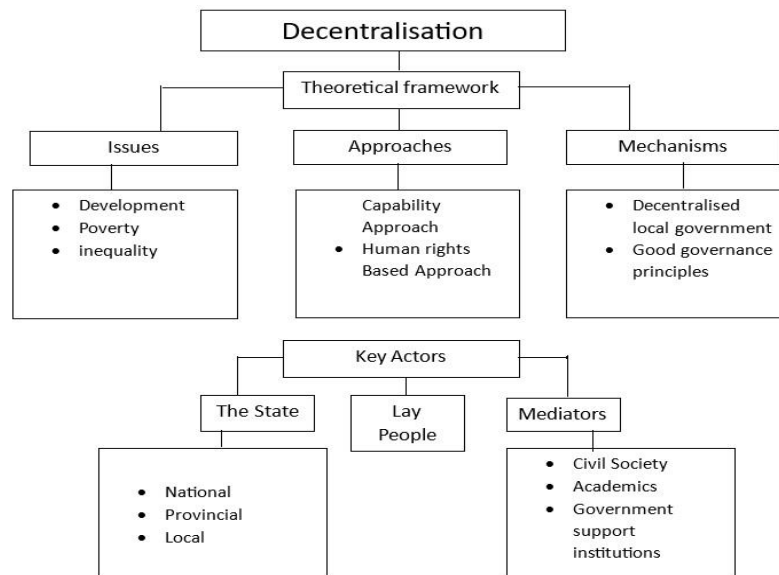 Decentralisation
Theoretical framework
Issues
Approaches
Mechanisms
• Development
• Poverty
• inequality
Capability
Approach
• Human rights
Based Approach
• Decentralised
local government
• Good governance
principles
Key Actors
The State
Lay
People
Mediators
• National
• Provincial
• Local
• Civil Society
• Academics
• Government
support
institutions